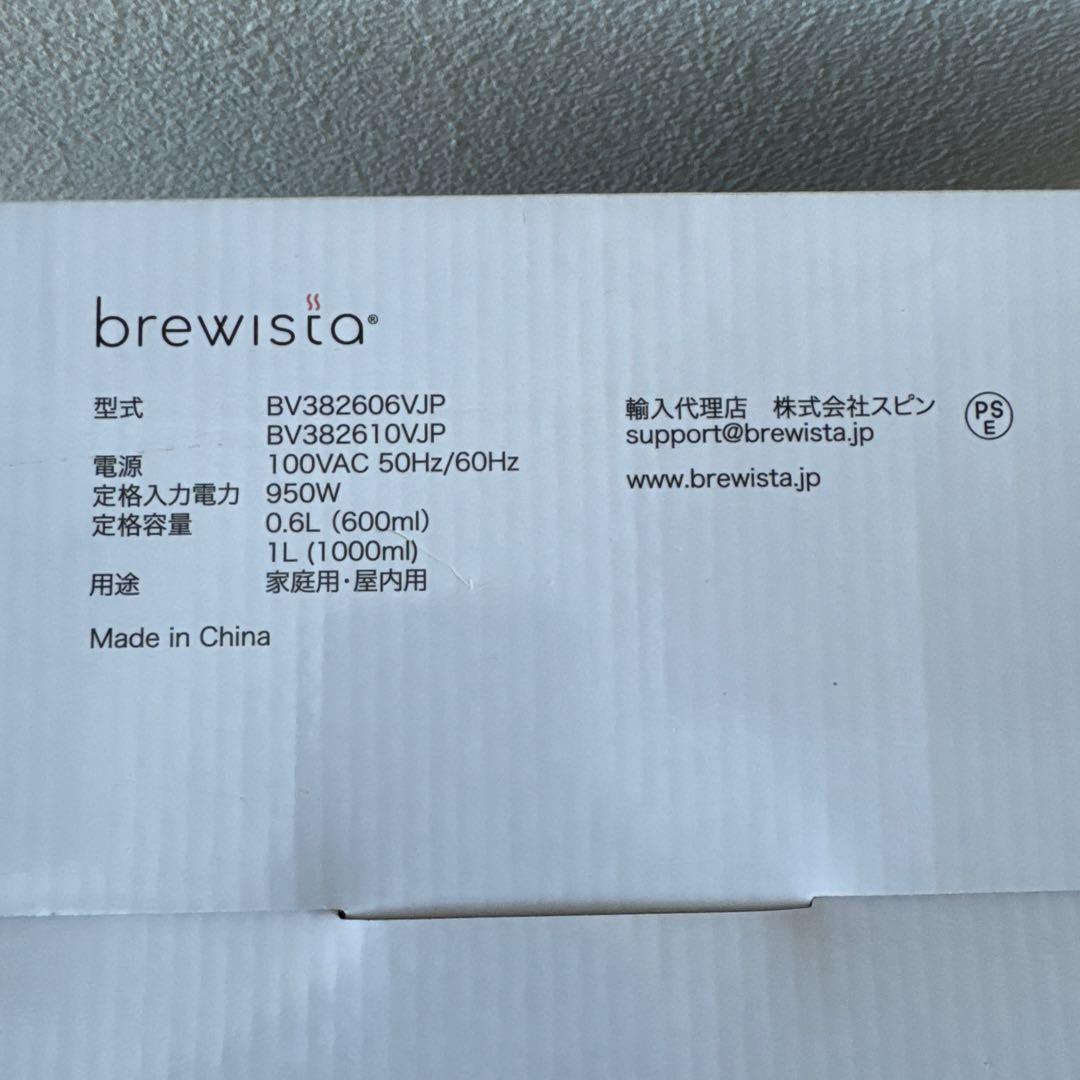 brewista®
型式 BV382606VJP
BV382610VJP
電源 100VAC 50Hz/60Hz
定格入力電力 950W
定格容量 0.6L（600ml）
1L (1000ml)
用途 家庭用・屋内用
Made in China
輸入代理店 株式会社スピン
support@brewista.jp
www.brewista.jp
PS
E